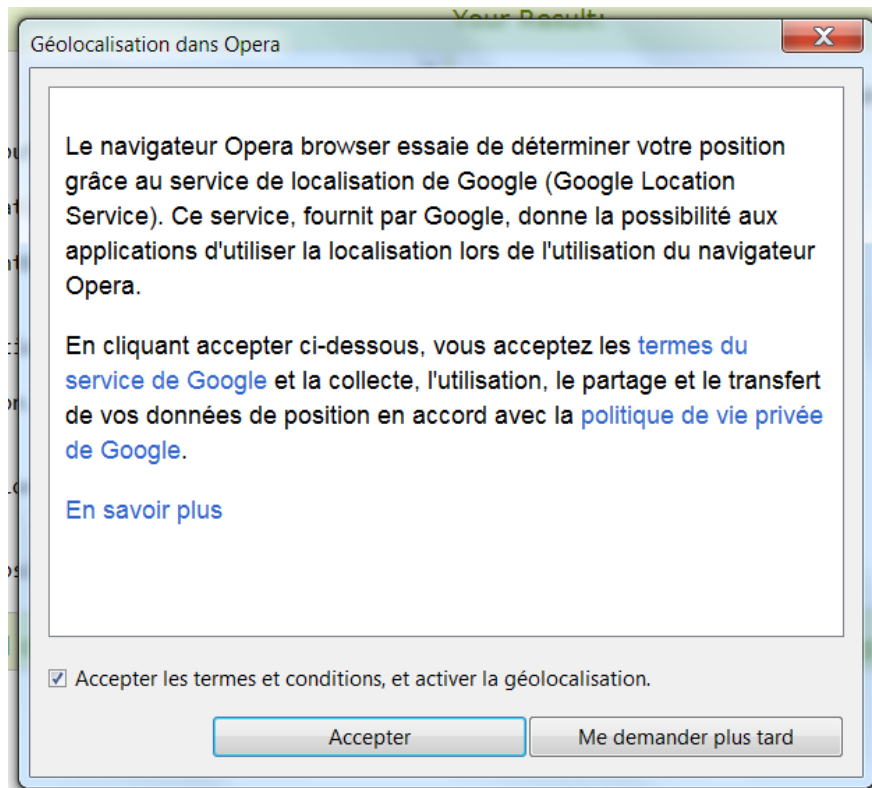 Your Result:
Géolocalisation dans Opera
Le navigateur Opera browser essaie de déterminer votre position
grâce au service de localisation de Google (Google Location
Service). Ce service, fournit par Google, donne la possibilité aux
applications d'utiliser la localisation lors de l'utilisation du navigateur
Opera.
En cliquant accepter ci-dessous, vous acceptez les termes du
service de Google et la collecte, l'utilisation, le partage et le transfert
de vos données de position en accord avec la politique de vie privée
de Google.
En savoir plus
Accepter les termes et conditions, et activer la géolocalisation.
Accepter Me demander plus tard